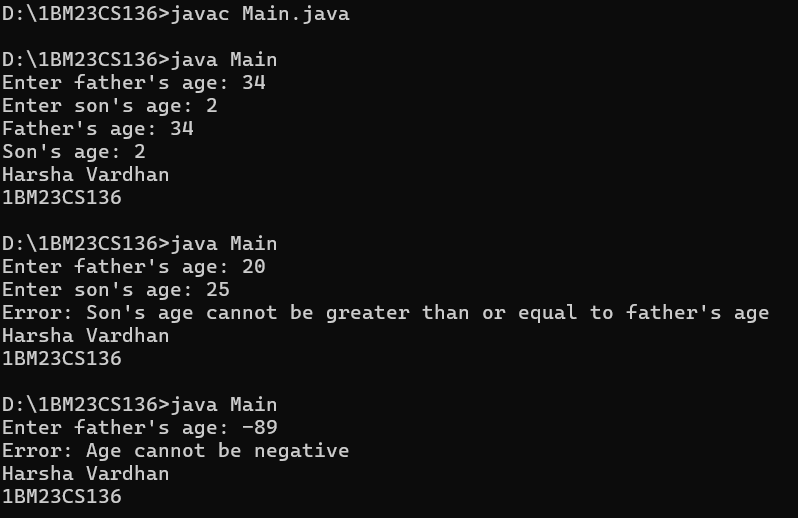 D:\1BM23CS136>javac Main.java
D:\1BM23CS136>java Main
Enter father's age: 34
Enter son's age: 2
Father's age: 34
Son's age: 2
Harsha Vardhan
1BM23CS136
D:\1BM23CS136>java Main
Enter father's age: 20
Enter son's age: 25
Error: Son's age cannot be greater than or equal to father's age
Harsha Vardhan
1BM23CS136
D:\1BM23CS136>java Main
Enter father's age: -89
Error: Age cannot be negative
Harsha Vardhan
1BM23CS136